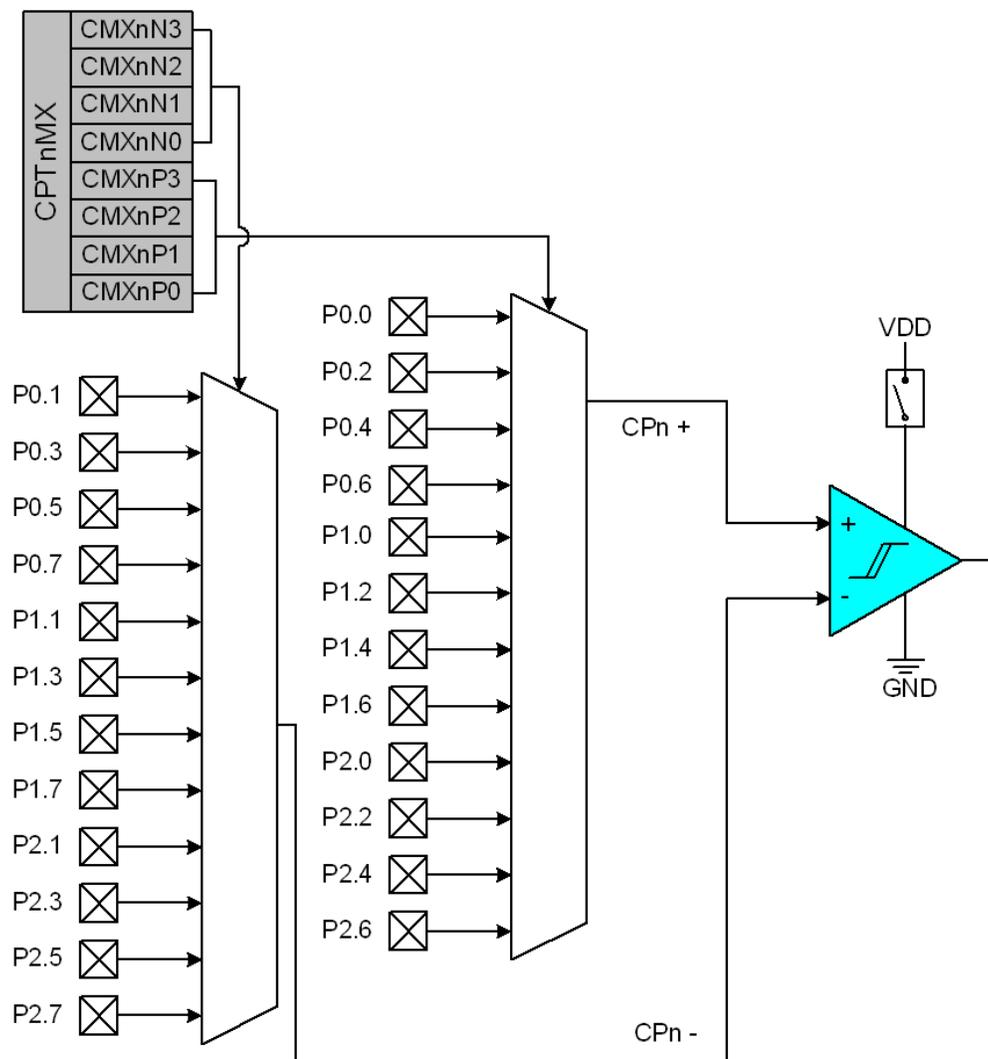 CPTnMX
CMXnN3
CMXnN2
CMXnN1
CMXnN0
CMXnP3
CMXnP2
CMXnP1
CMXnP0
P0.1
P0.3
P0.5
P0.7
P1.1
P1.3
P1.5
P1.7
P2.1
P2.3
P2.5
P2.7
P0.0
P0.2
P0.4
P0.6
P1.0
P1.2
P1.4
P1.6
P2.0
P2.2
P2.4
P2.6
CPn +
CPn -
VDD
+
-
GND